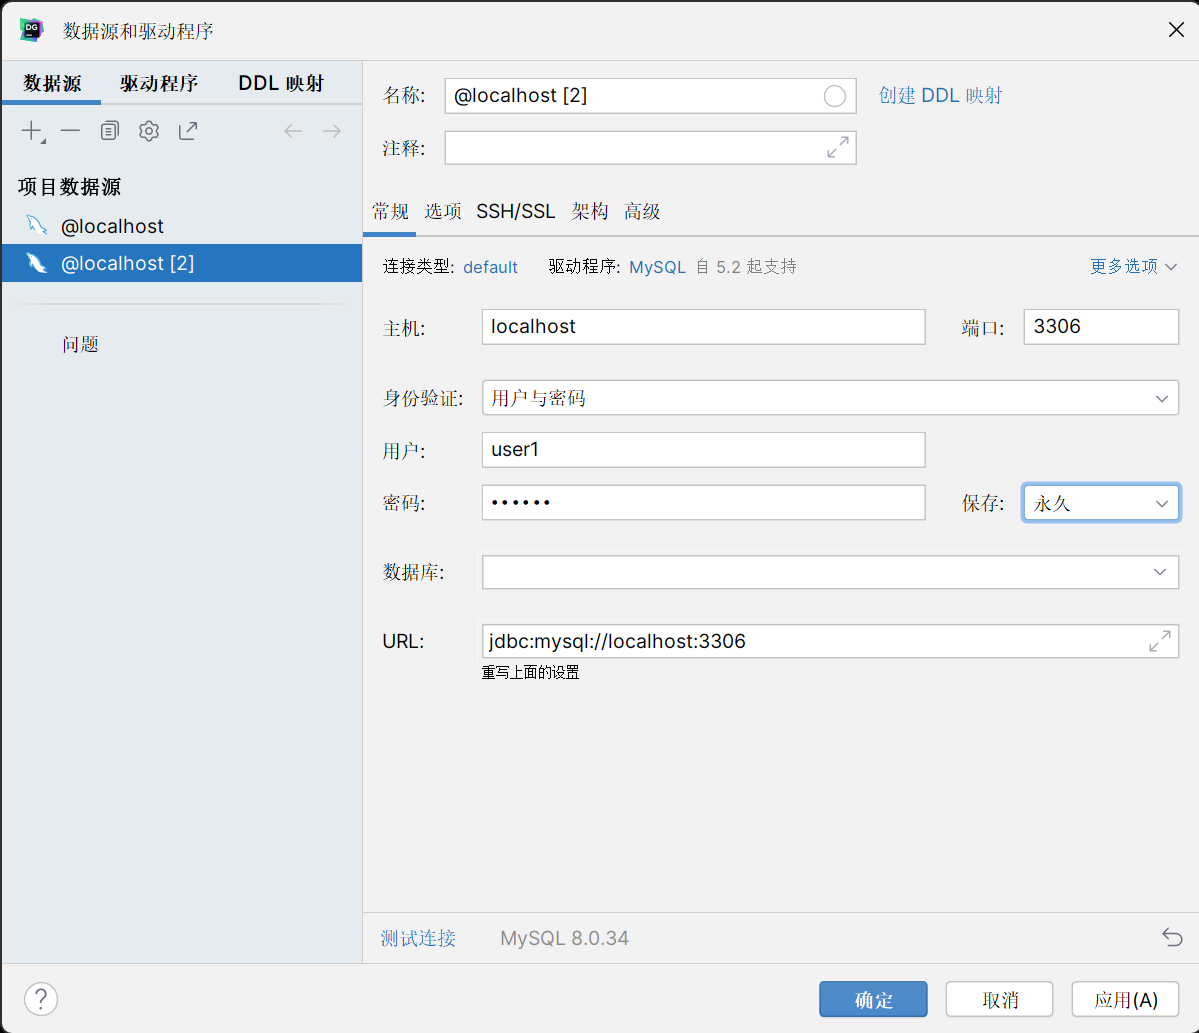 DG 数据源和驱动程序
数据源 驱动程序 DDL 映射
项目数据源
@localhost
@localhost [2]
问题
名称: @localhost [2] 创建 DDL 映射
注释:
常规 选项 SSH/SSL 架构 高级
连接类型: default 驱动程序: MySQL 自 5.2 起支持 更多选项
主机: localhost 端口: 3306
身份验证: 用户与密码
用户: user1
密码: •••••• 保存: 永久
数据库:
URL: jdbc:mysql://localhost:3306
重写上面的设置
测试连接 MySQL 8.0.34
? 确定 取消 应用(A)